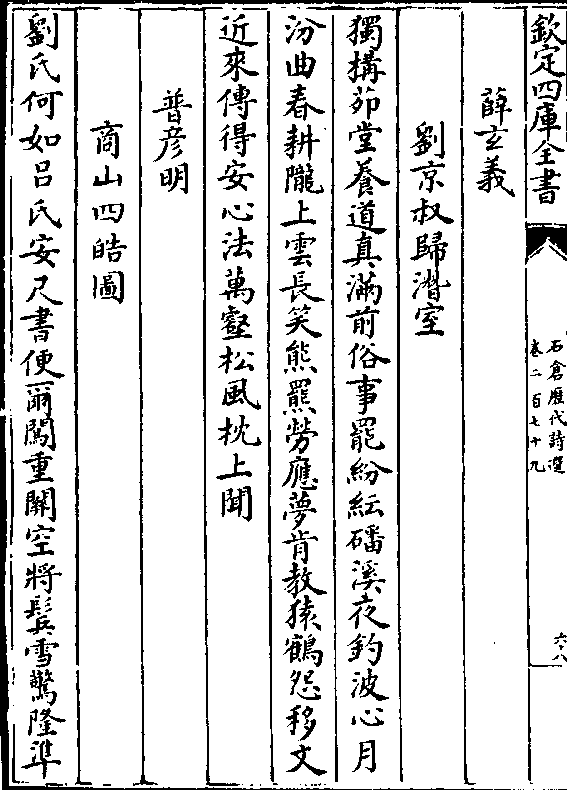 欽定四庫全書
石倉歷代詩選
卷二百七十九
六八
薛玄義
劉京叔歸潛室
獨搆茆堂養道真滿前俗事罷紛紜磻溪夜釣波心月
汾曲春耕隴上雲長笑熊羆勞應夢肯教猿鶴怨移文
近來傳得安心法萬壑松風枕上聞
普彥明
商山四皓圖
劉氏何如呂氏安尺書便爾闖重關空將鬂雪驚隆準